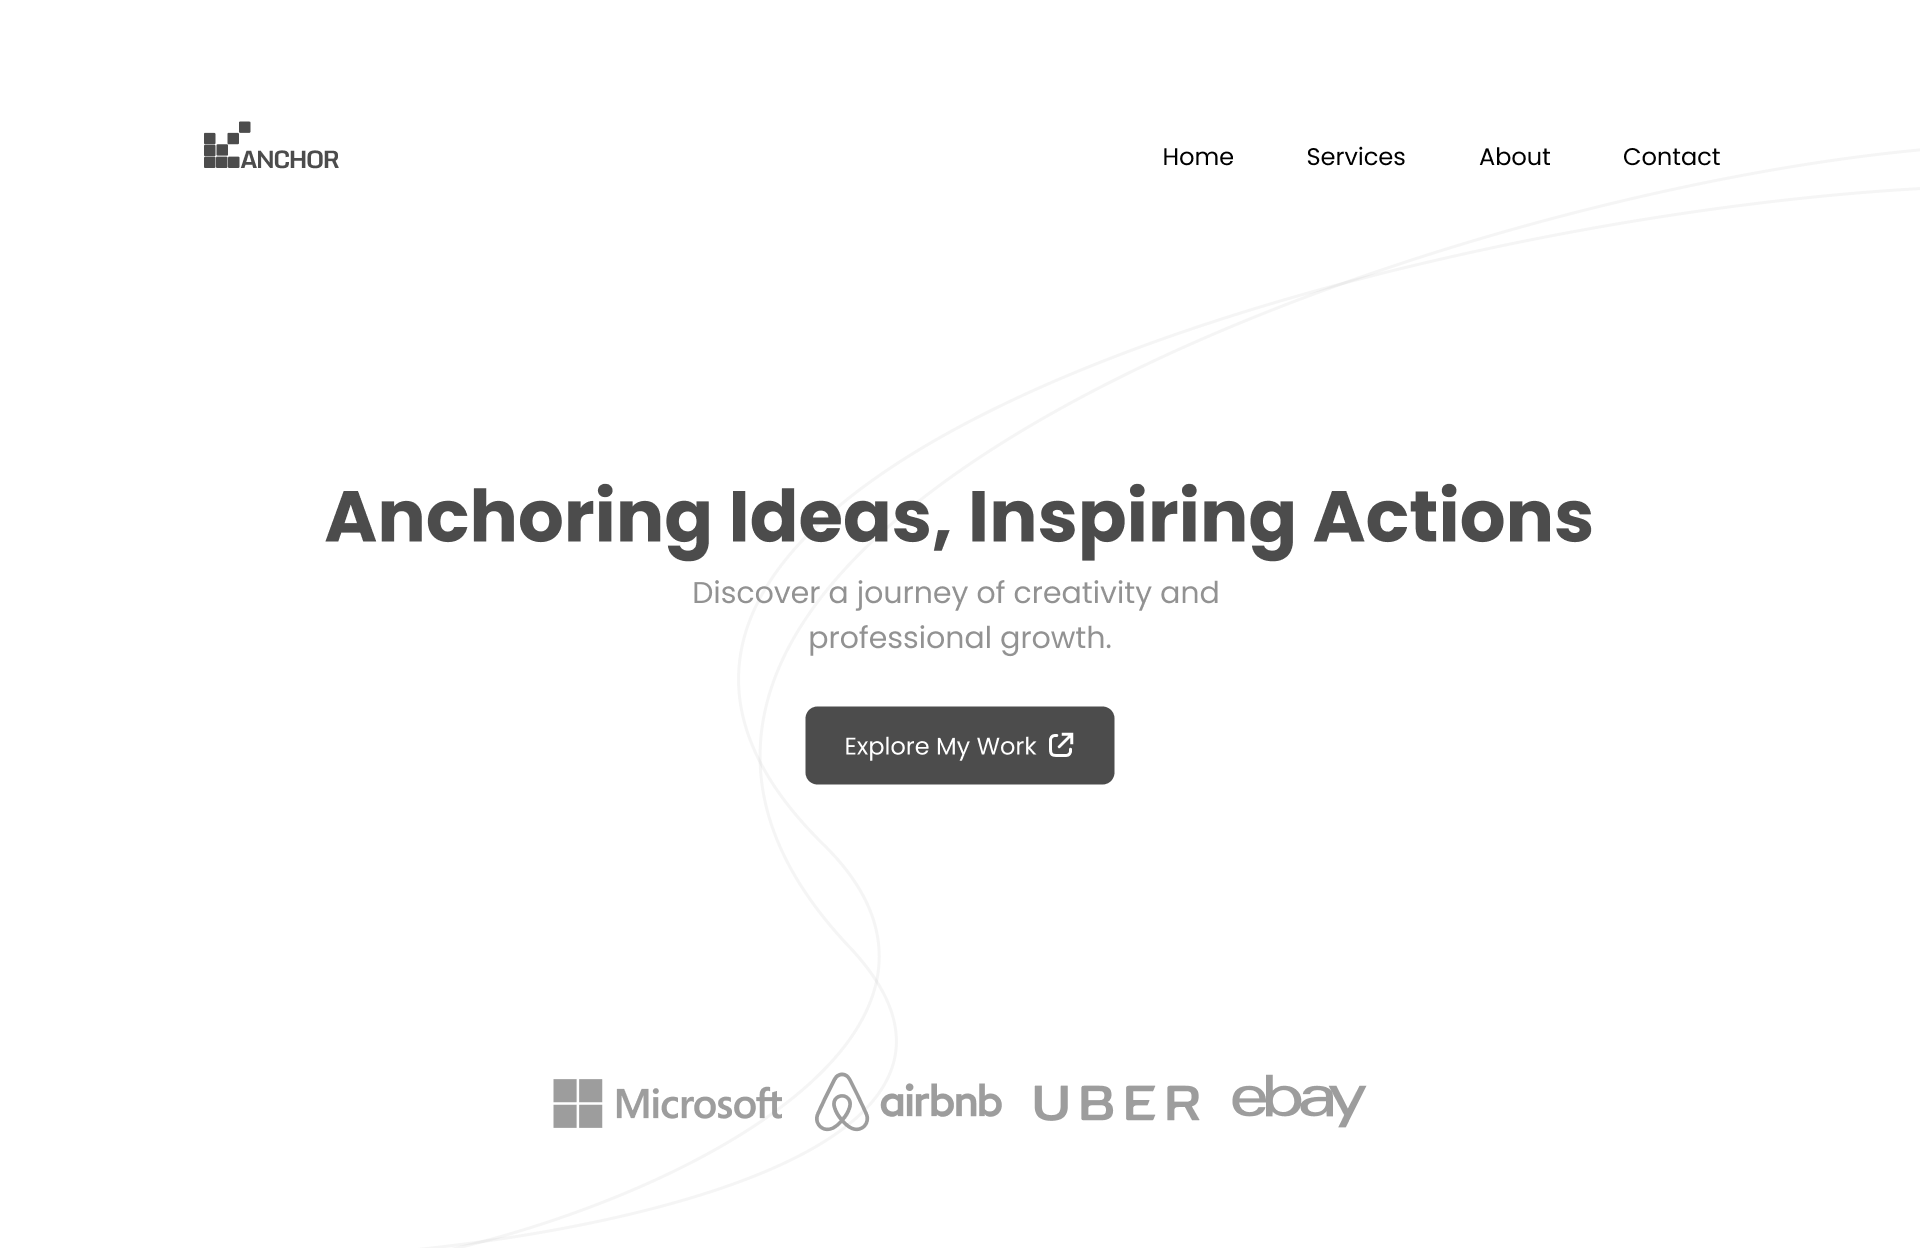 ANCHOR
Home Services About Contact
Anchoring Ideas, Inspiring Actions
Discover a journey of creativity and
professional growth.
Explore My Work
Microsoft airbnb UBER ebay